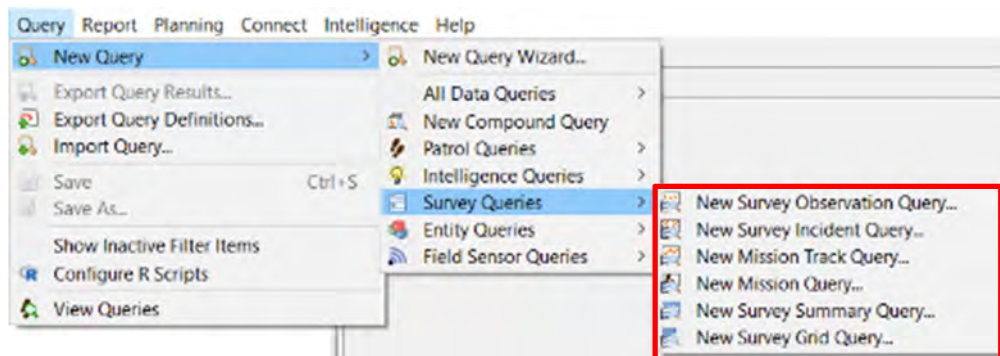 Query Report Planning Connect Intelligence Help
New Query
Export Query Results...
Export Query Definitions...
Import Query...
Save Ctrl+S
Save As...
Show Inactive Filter Items
Configure R Scripts
View Queries
New Query Wizard...
All Data Queries
New Compound Query
Patrol Queries
Intelligence Queries
Survey Queries
Entity Queries
Field Sensor Queries
New Survey Observation Query...
New Survey Incident Query...
New Mission Track Query...
New Mission Query...
New Survey Summary Query...
New Survey Grid Query...